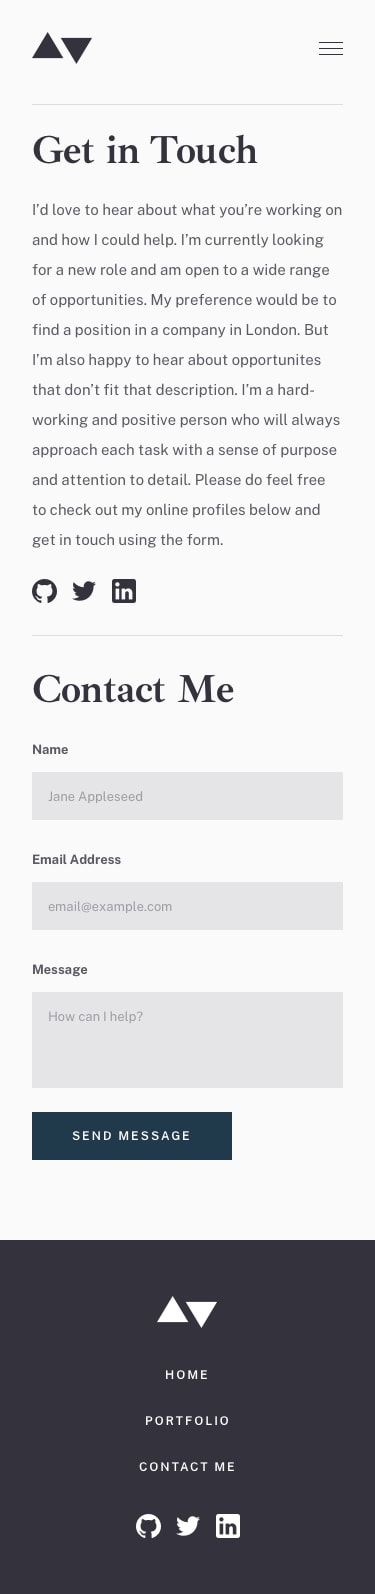 Get in Touch
I’d love to hear about what you’re working on
and how I could help. I’m currently looking
for a new role and am open to a wide range
of opportunities. My preference would be to
find a position in a company in London. But
I’m also happy to hear about opportunites
that don’t fit that description. I’m a hard-
working and positive person who will always
approach each task with a sense of purpose
and attention to detail. Please do feel free
to check out my online profiles below and
get in touch using the form.
Contact Me
Name
Jane Appleseed
Email Address
email@example.com
Message
How can I help?
SEND MESSAGE
HOME
PORTFOLIO
CONTACT ME